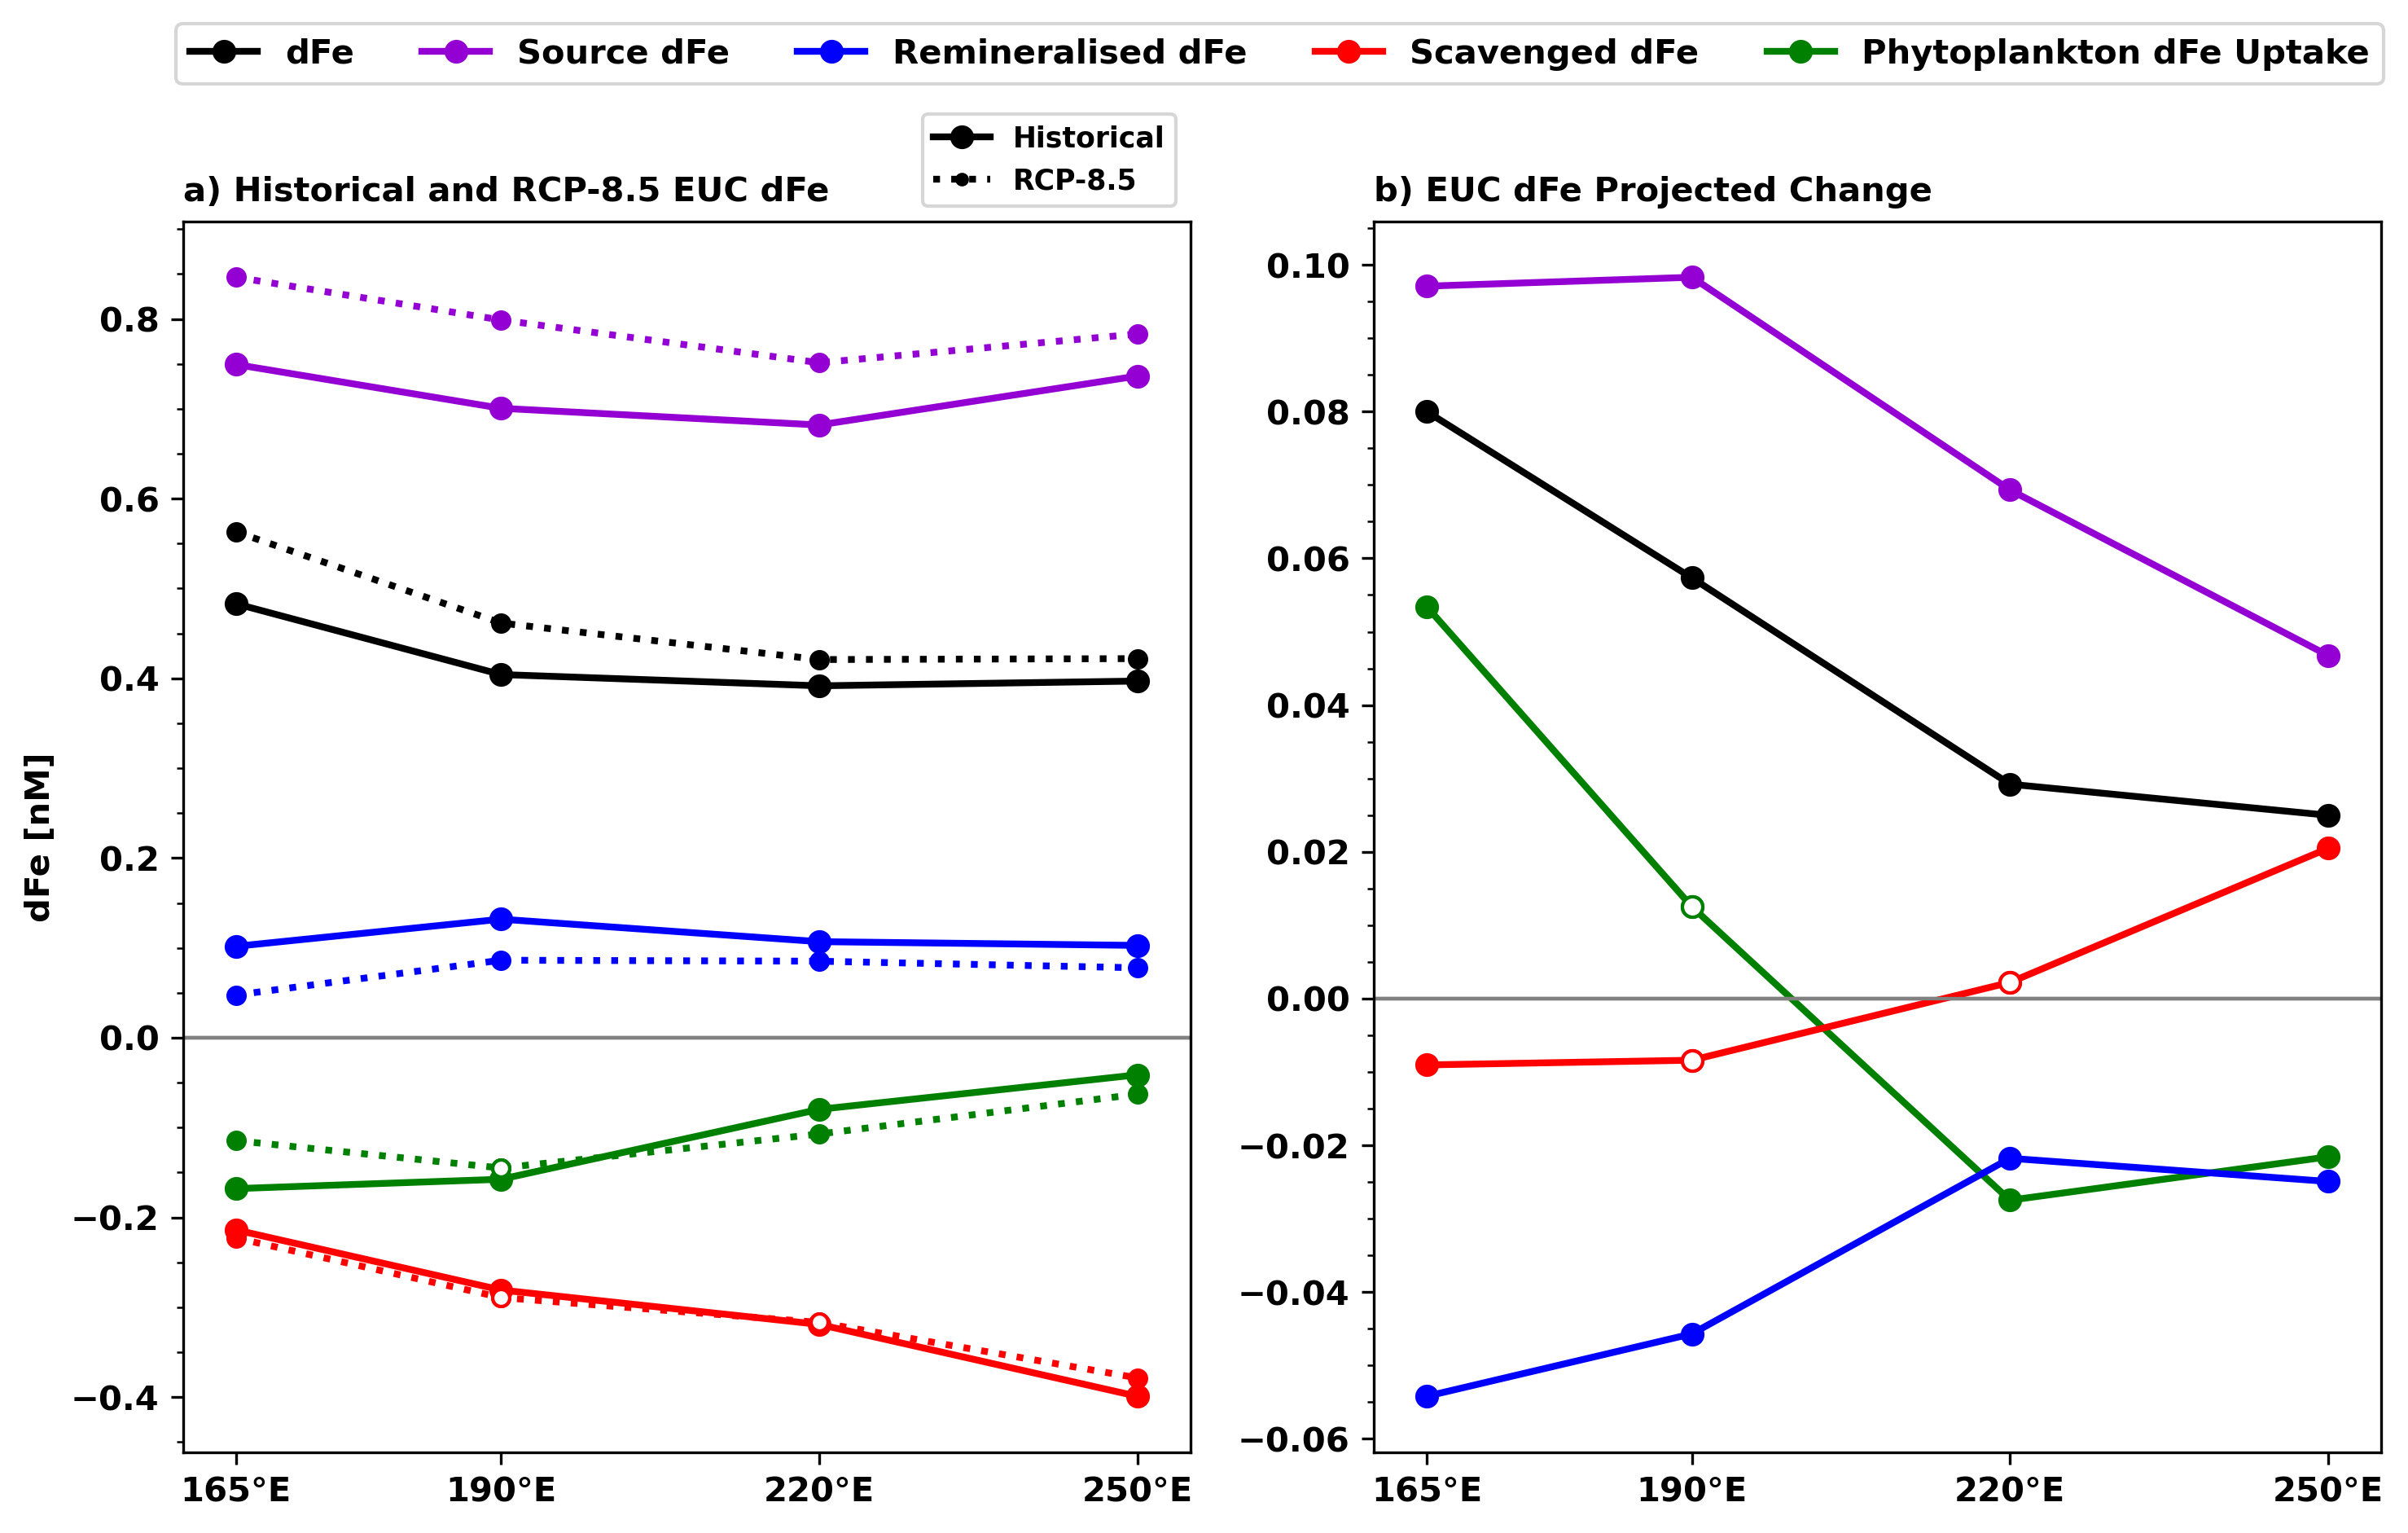 dFe Source dFe Remineralised dFe Scavenged dFe Phytoplankton dFe Uptake
Historical
RCP-8.5
a) Historical and RCP-8.5 EUC dFe
b) EUC dFe Projected Change
dFe [nM]
0.8
0.6
0.4
0.2
0.0
−0.2
−0.4
165°E 190°E 220°E 250°E
0.10
0.08
0.06
0.04
0.02
0.00
−0.02
−0.04
−0.06
165°E 190°E 220°E 250°E